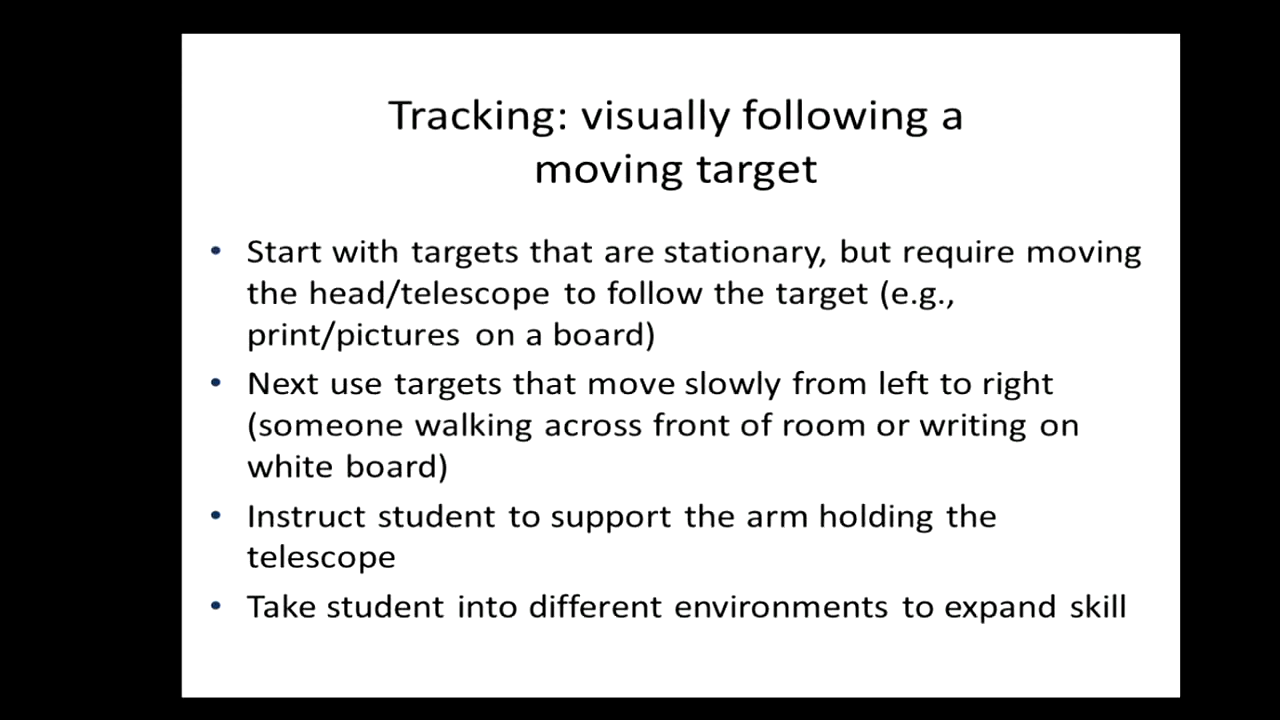 Tracking: visually following a
moving target
• Start with targets that are stationary, but require moving
the head/telescope to follow the target (e.g.,
print/pictures on a board)
• Next use targets that move slowly from left to right
(someone walking across front of room or writing on
white board)
• Instruct student to support the arm holding the
telescope
• Take student into different environments to expand skill